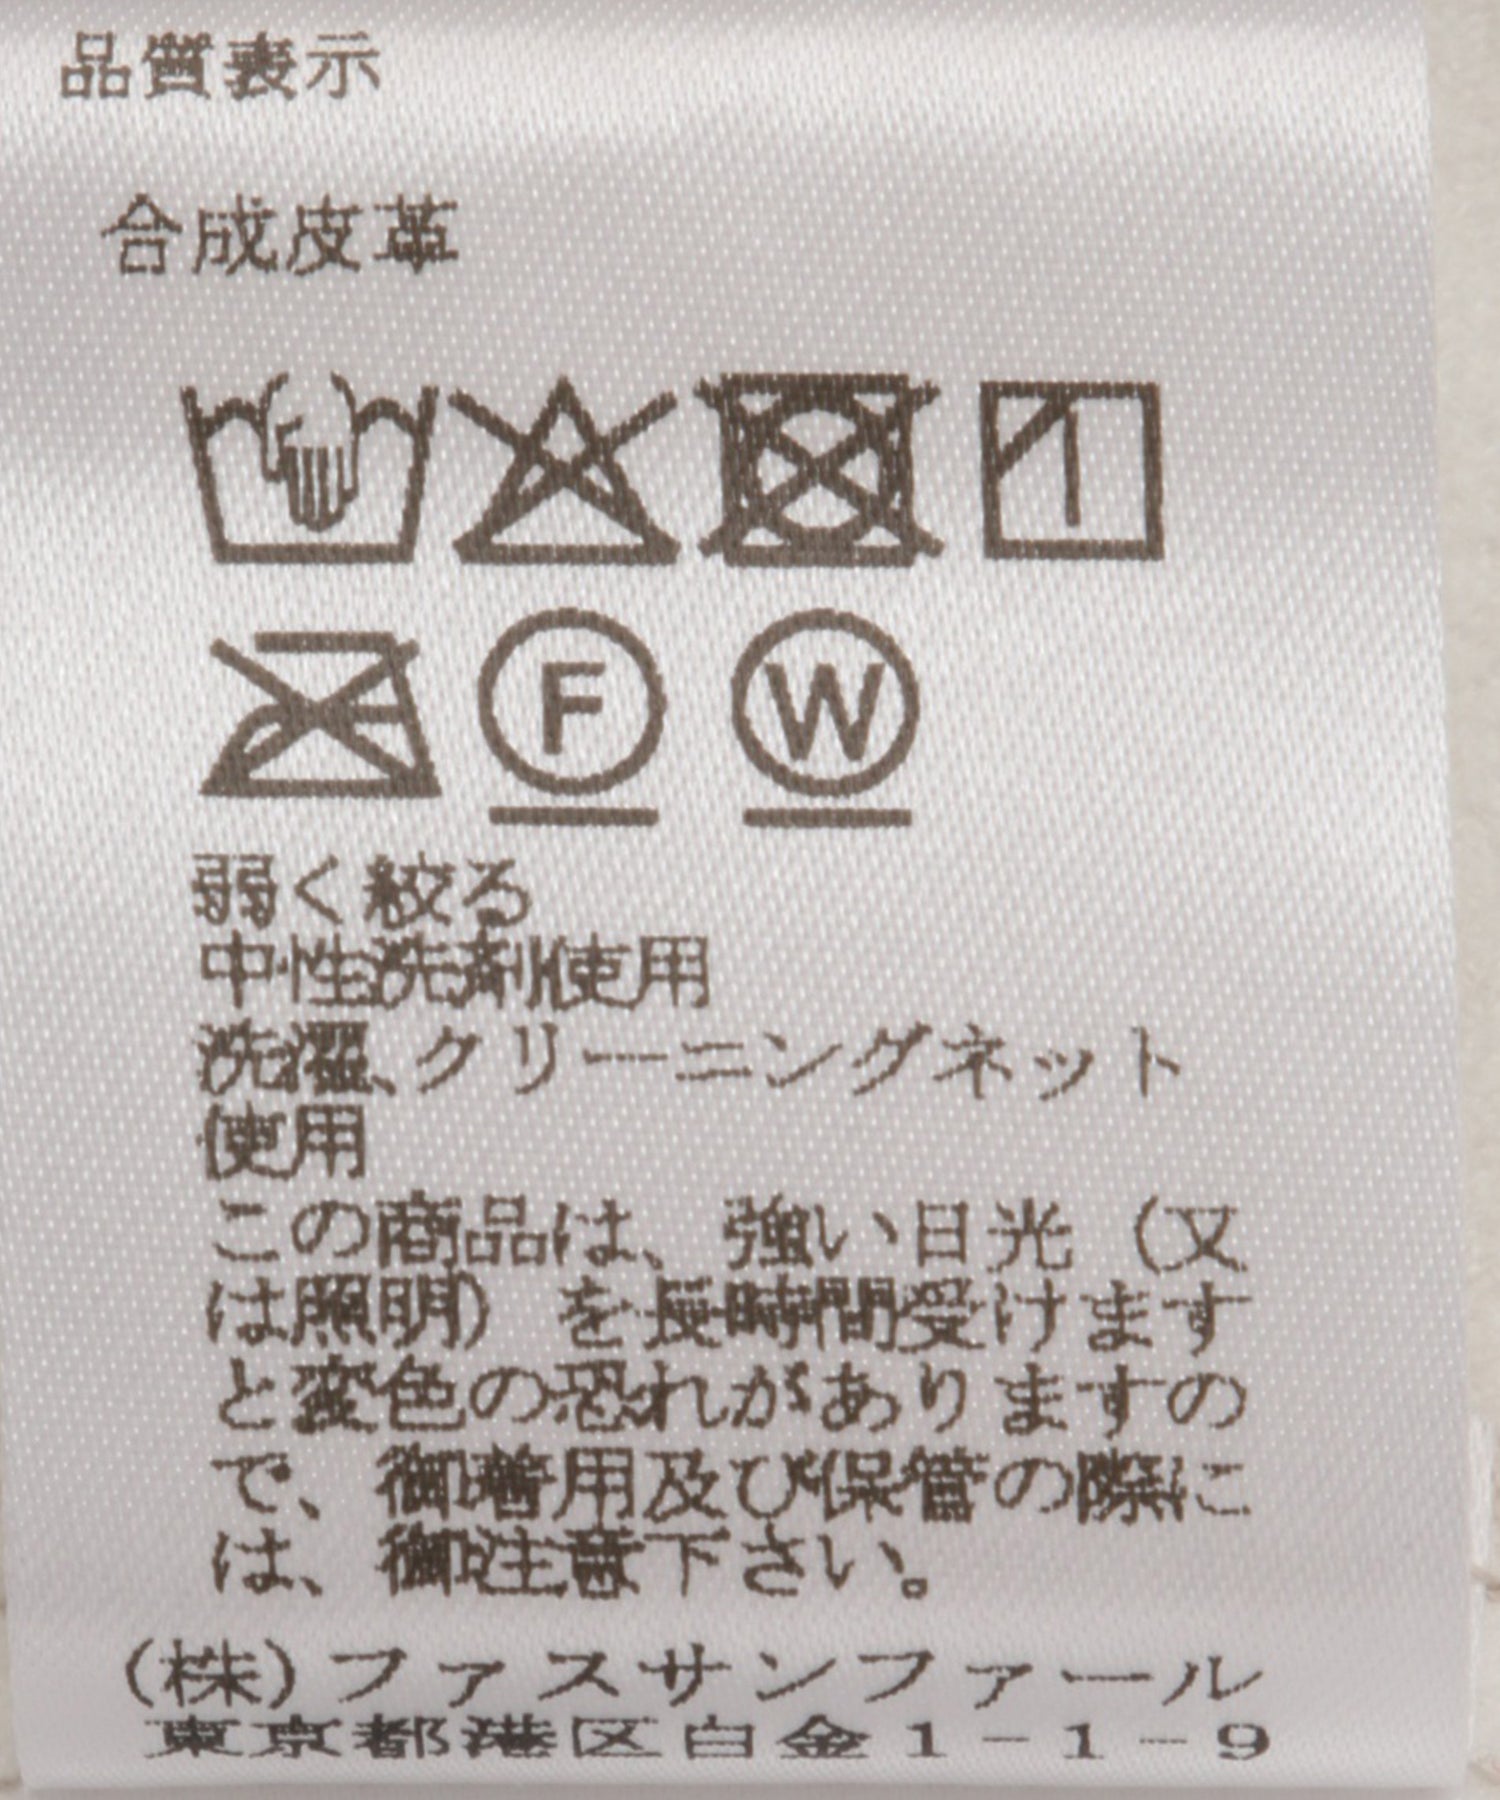 品質表示
合成皮革
F W
弱く絞る
中性洗剤使用
洗濯、クリーニングネット
使用
この商品は、強い日光（又
は照明）を長時間受けます
と変色の恐れがありますの
で、御着用及び保管の際に
は、御注意下さい。
(株)ファスサンファール
東京都港区白金1-1-9